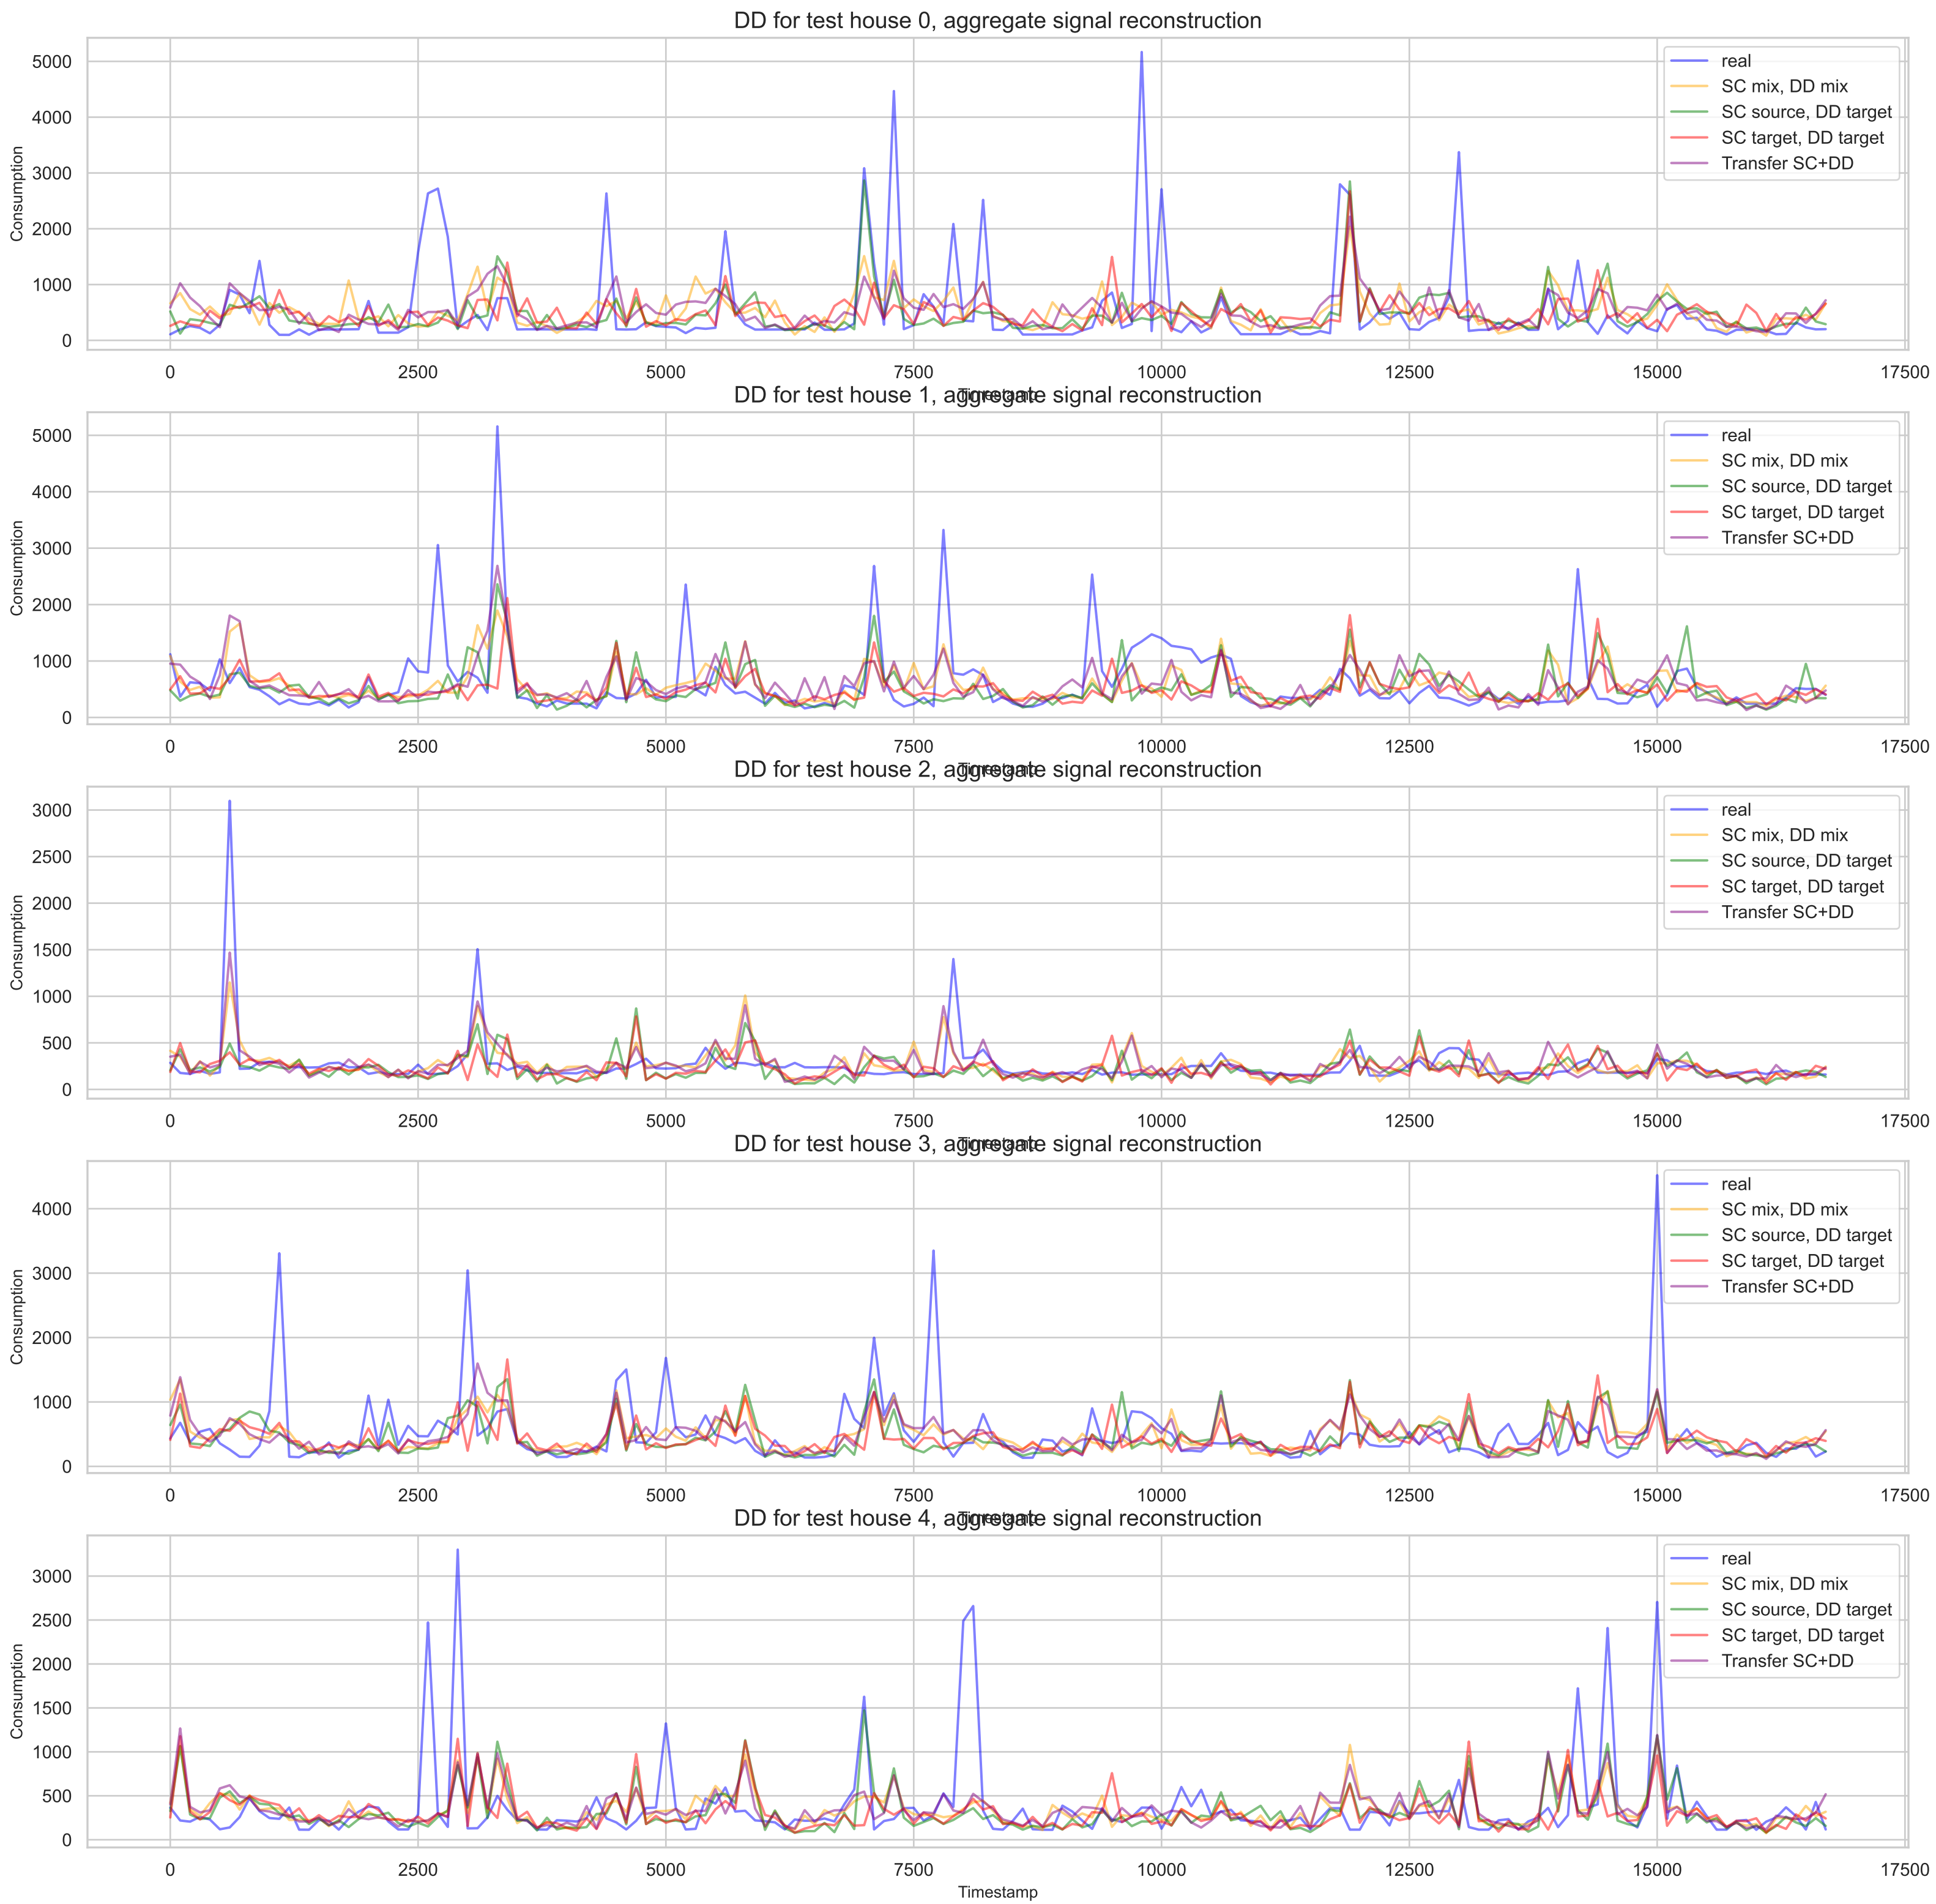 DD for test house 0, aggregate signal reconstruction
Consumption
5000
4000
3000
2000
1000
0
real
SC mix, DD mix
SC source, DD target
SC target, DD target
Transfer SC+DD
0 2500 5000 7500 10000 12500 15000 17500
Timestamp
DD for test house 1, aggregate signal reconstruction
Consumption
5000
4000
3000
2000
1000
0
real
SC mix, DD mix
SC source, DD target
SC target, DD target
Transfer SC+DD
0 2500 5000 7500 10000 12500 15000 17500
Timestamp
DD for test house 2, aggregate signal reconstruction
Consumption
3000
2500
2000
1500
1000
500
0
real
SC mix, DD mix
SC source, DD target
SC target, DD target
Transfer SC+DD
0 2500 5000 7500 10000 12500 15000 17500
Timestamp
DD for test house 3, aggregate signal reconstruction
Consumption
4000
3000
2000
1000
0
real
SC mix, DD mix
SC source, DD target
SC target, DD target
Transfer SC+DD
0 2500 5000 7500 10000 12500 15000 17500
Timestamp
DD for test house 4, aggregate signal reconstruction
Consumption
3000
2500
2000
1500
1000
500
0
real
SC mix, DD mix
SC source, DD target
SC target, DD target
Transfer SC+DD
0 2500 5000 7500 10000 12500 15000 17500
Timestamp